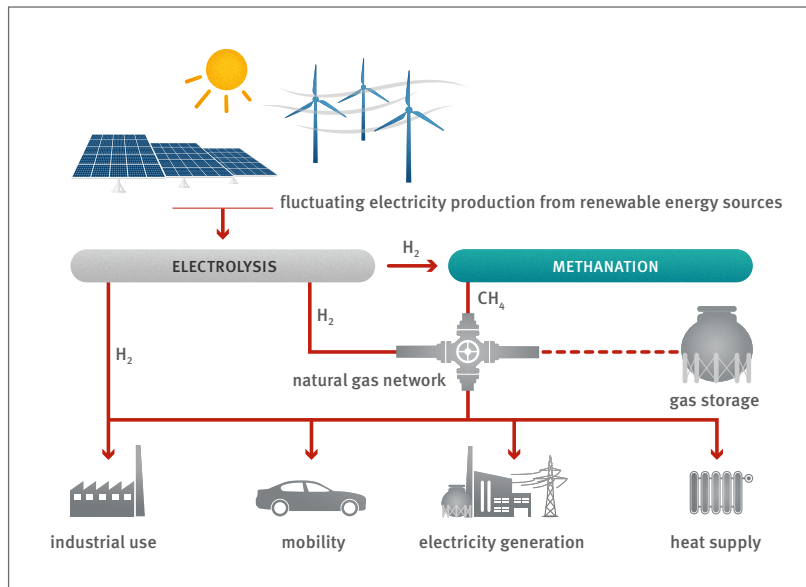 fluctuating electricity production from renewable energy sources
ELECTROLYSIS
H₂
METHANATION
CH₄
H₂
H₂
natural gas network
gas storage
industrial use
mobility
electricity generation
heat supply